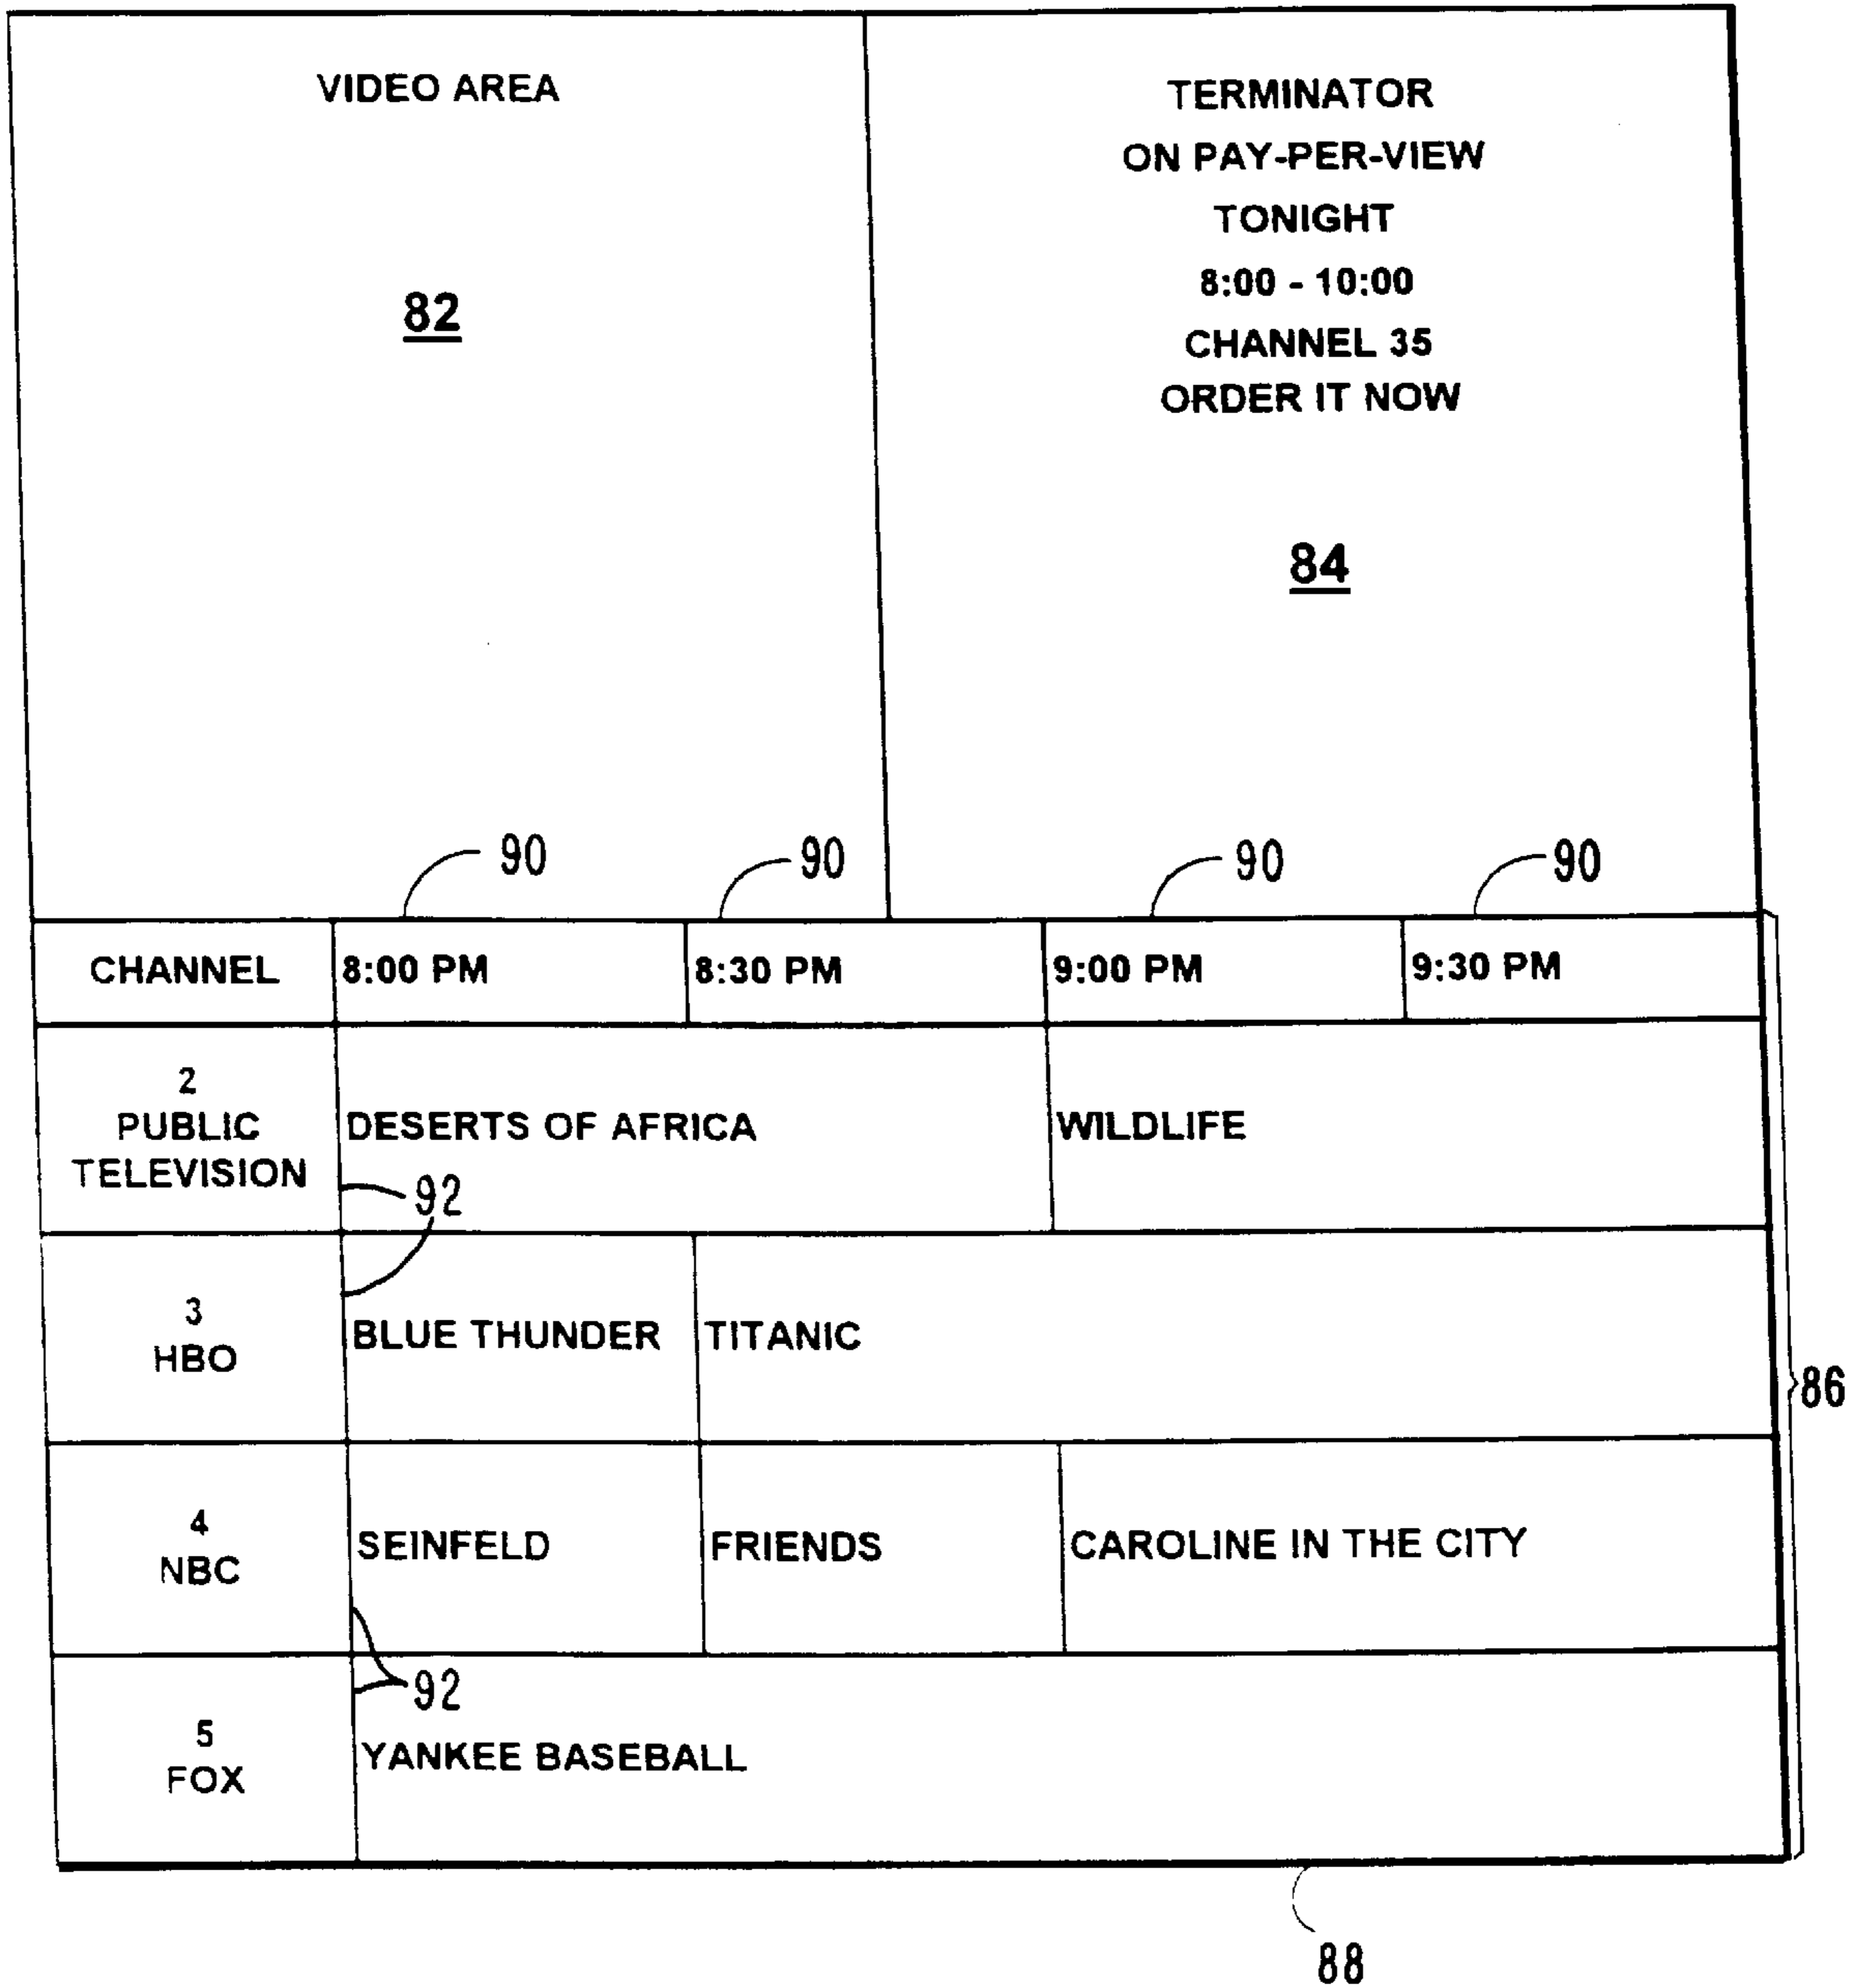 VIDEO AREA
82
TERMINATOR
ON PAY-PER-VIEW
TONIGHT
8:00 - 10:00
CHANNEL 35
ORDER IT NOW
84
90
90
90
90
CHANNEL
8:00 PM
8:30 PM
9:00 PM
9:30 PM
2
PUBLIC
TELEVISION
DESERTS OF AFRICA
WILDLIFE
92
3
HBO
BLUE THUNDER
TITANIC
86
4
NBC
SEINFELD
FRIENDS
CAROLINE IN THE CITY
92
5
FOX
YANKEE BASEBALL
88